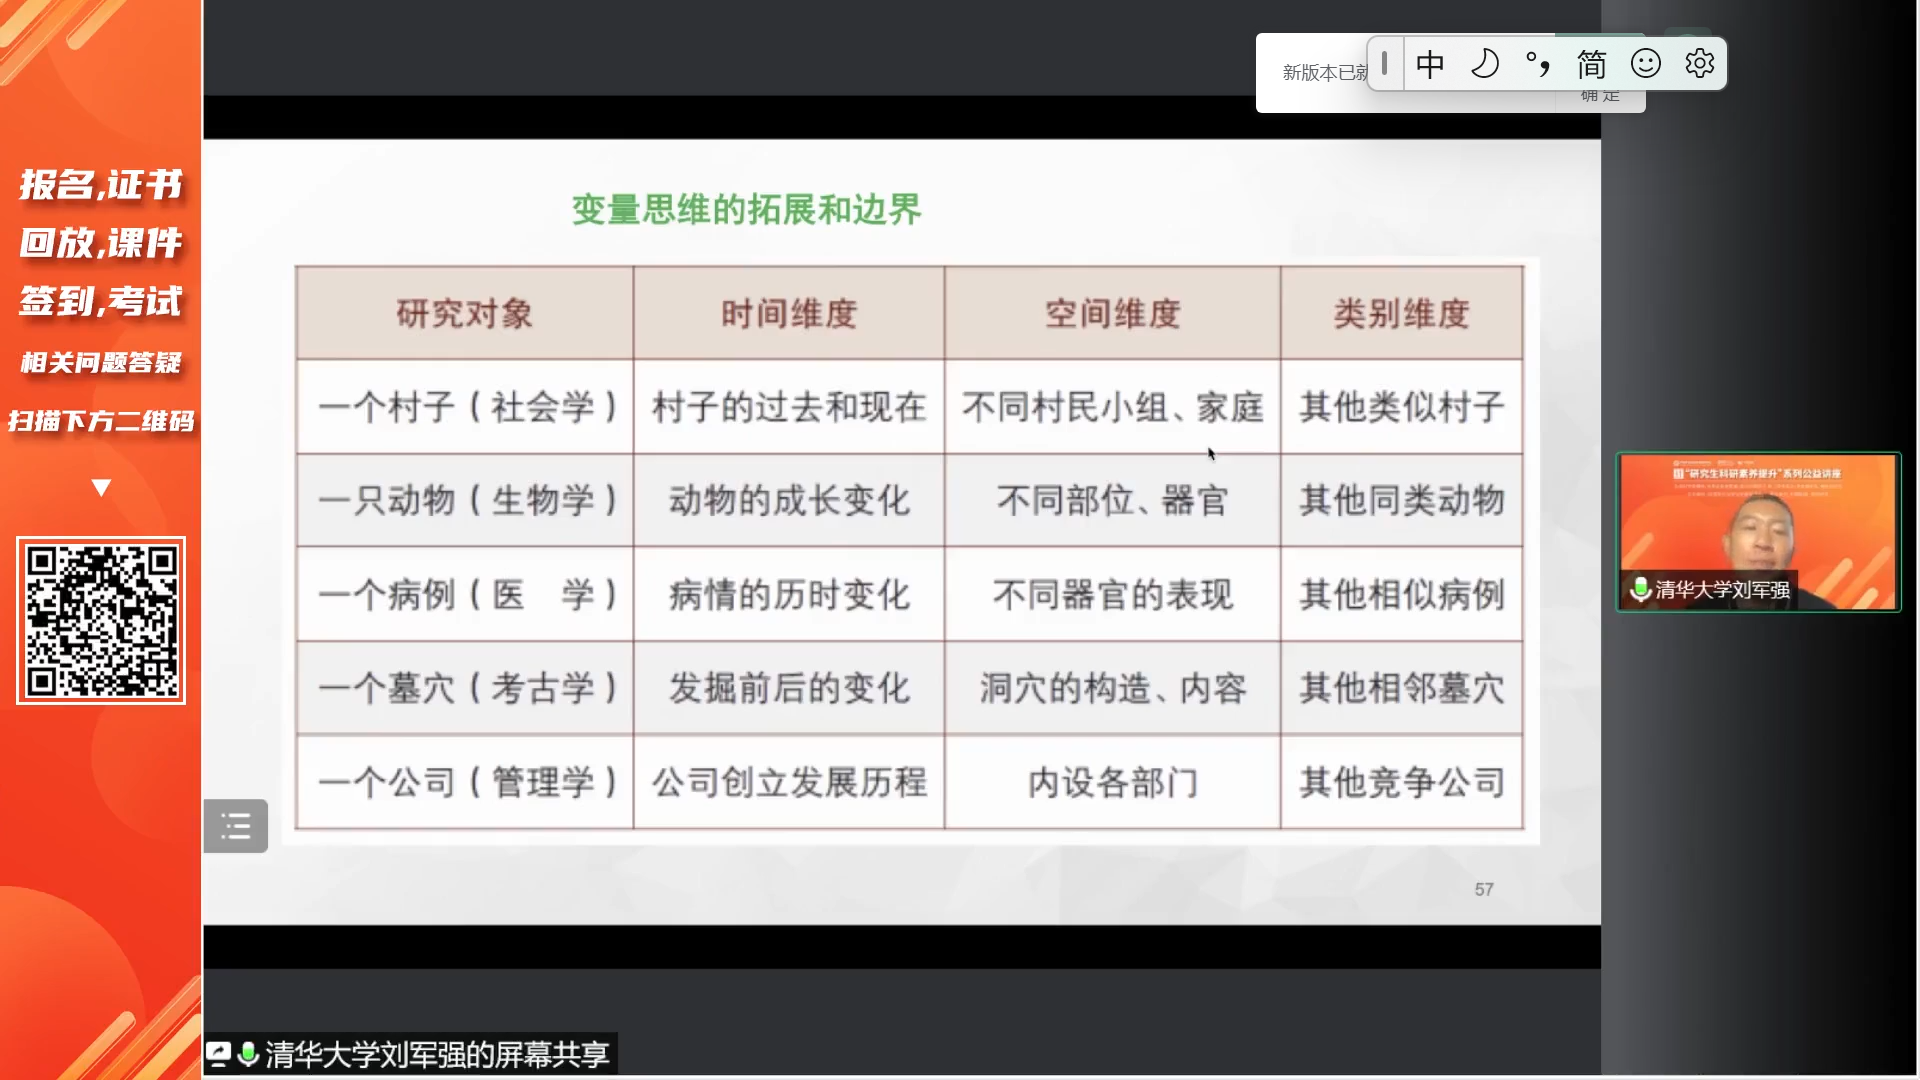 报名,证书
回放,课件
签到,考试
相关问题答疑
扫描下方二维码
新版本已就
确定
中 简
变量思维的拓展和边界
研究对象 时间维度 空间维度 类别维度
一个村子（社会学） 村子的过去和现在 不同村民小组、家庭 其他类似村子
一只动物（生物学） 动物的成长变化 不同部位、器官 其他同类动物
一个病例（医 学） 病情的历时变化 不同器官的表现 其他相似病例
一个墓穴（考古学） 发掘前后的变化 洞穴的构造、内容 其他相邻墓穴
一个公司（管理学） 公司创立发展历程 内设各部门 其他竞争公司
57
“研究生科研素养提升”系列公益讲座
清华大学刘军强
清华大学刘军强的屏幕共享